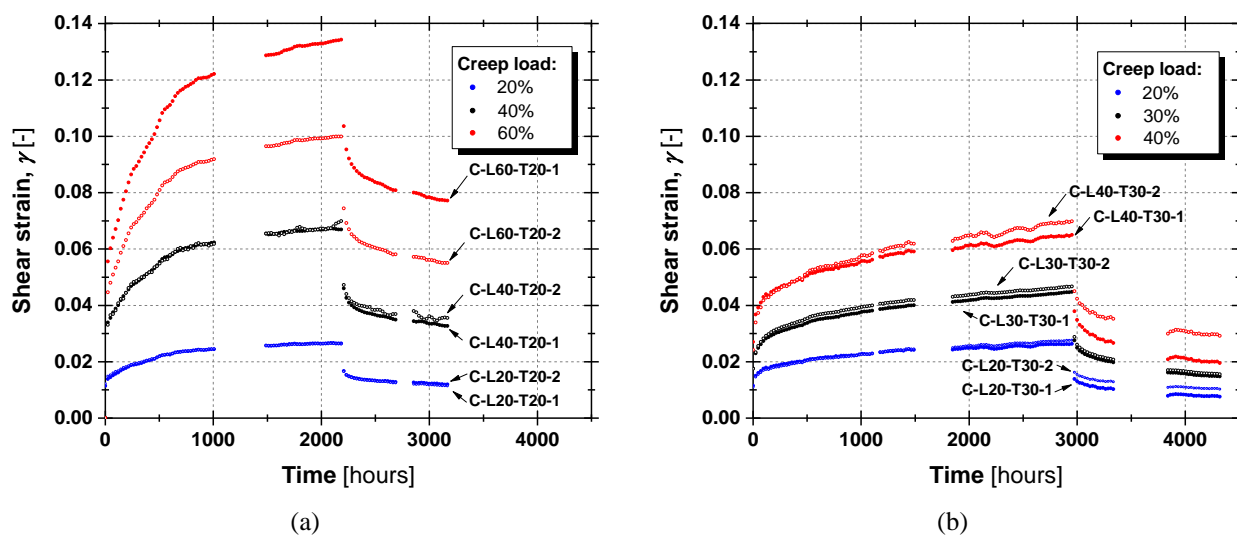 0.14
0.12
0.10
0.08
0.06
0.04
0.02
0.00
Shear strain, γ [-]
0
1000
2000
3000
4000
Time [hours]
Creep load:
20%
40%
60%
C-L60-T20-1
C-L60-T20-2
C-L40-T20-2
C-L40-T20-1
C-L20-T20-2
C-L20-T20-1
(a)
0.14
0.12
0.10
0.08
0.06
0.04
0.02
0.00
Shear strain, γ [-]
0
1000
2000
3000
4000
Time [hours]
Creep load:
20%
30%
40%
C-L40-T30-2
C-L40-T30-1
C-L30-T30-2
C-L30-T30-1
C-L20-T30-2
C-L20-T30-1
(b)